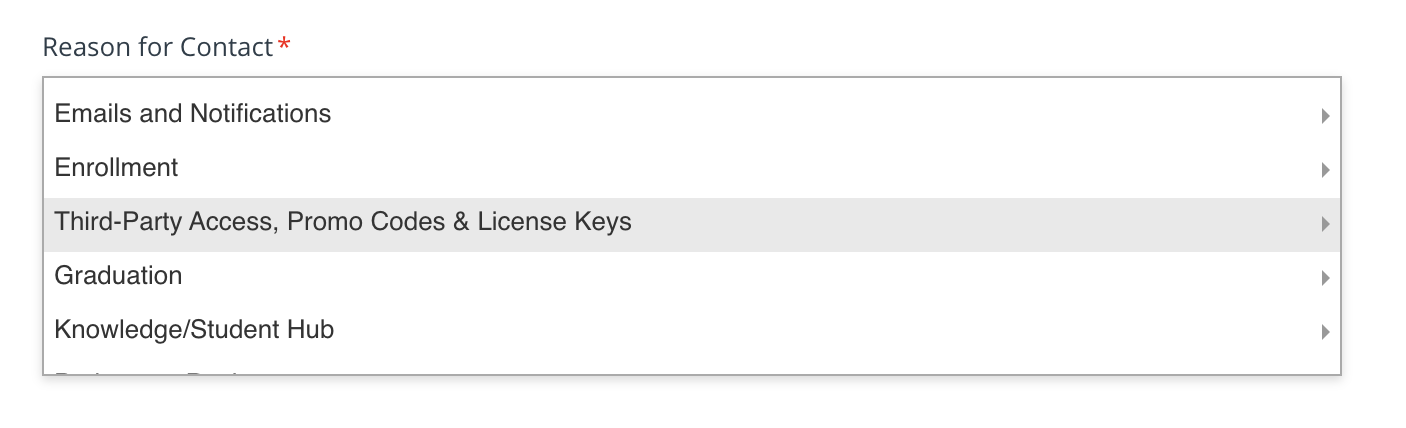 Reason for Contact*
Emails and Notifications
Enrollment
Third-Party Access, Promo Codes & License Keys
Graduation
Knowledge/Student Hub